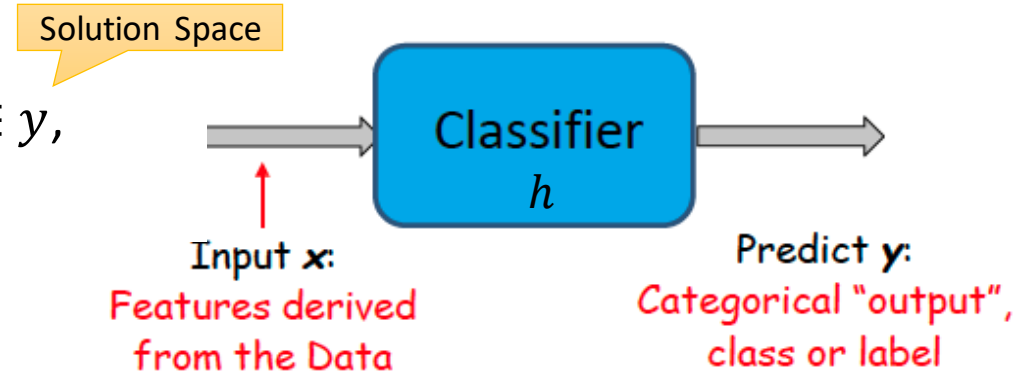 Solution Space
y,
Classifier
h
Input x:
Features derived
from the Data
Predict y:
Categorical “output”,
class or label